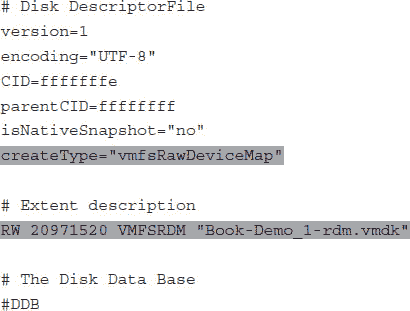 # Disk DescriptorFile
version=1
encoding="UTF-8"
CID=fffffffe
parentCID=ffffffff
isNativeSnapshot="no"
createType="vmfsRawDeviceMap"
# Extent description
RW 20971520 VMFSRDM "Book-Demo_1-rdm.vmdk"
# The Disk Data Base
#DDB